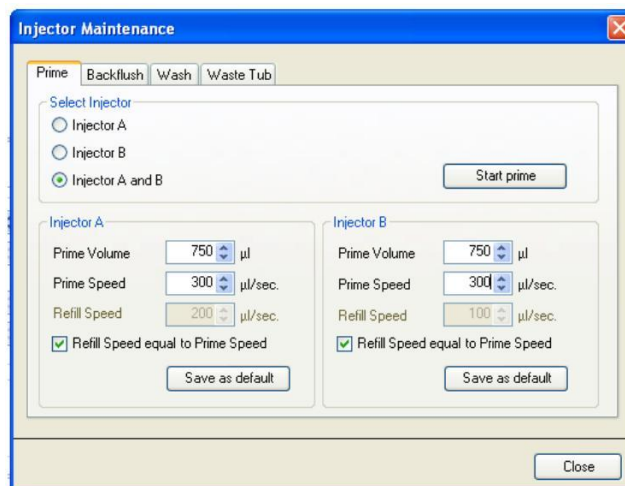 Injector Maintenance
Prime Backflush Wash Waste Tub
Select Injector
Injector A
Injector B
Injector A and B
Start prime
Injector A
Prime Volume 750 µl
Prime Speed 300 µl/sec.
Refill Speed 200 µl/sec.
Refill Speed equal to Prime Speed
Save as default
Injector B
Prime Volume 750 µl
Prime Speed 300 µl/sec.
Refill Speed 100 µl/sec.
Refill Speed equal to Prime Speed
Save as default
Close